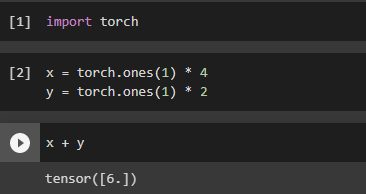 [1] import torch
[2] x = torch.ones(1) * 4
y = torch.ones(1) * 2
x + y
tensor([6.])